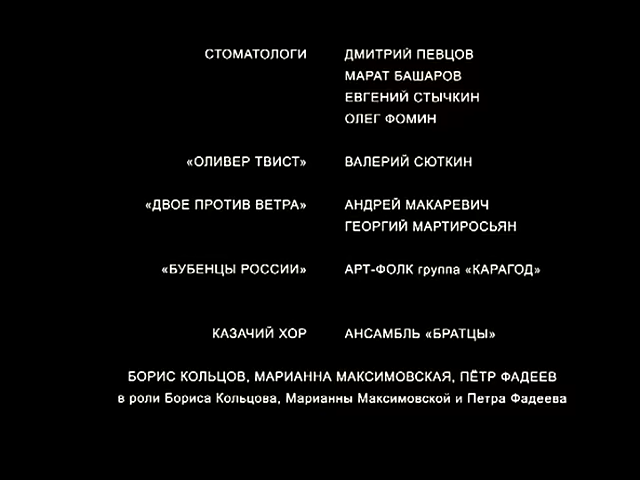 СТОМАТОЛОГИ ДМИТРИЙ ПЕВЦОВ
МАРАТ БАШАРОВ
ЕВГЕНИЙ СТЫЧКИН
ОЛЕГ ФОМИН
«ОЛИВЕР ТВИСТ» ВАЛЕРИЙ СЮТКИН
«ДВОЕ ПРОТИВ ВЕТРА» АНДРЕЙ МАКАРЕВИЧ
ГЕОРГИЙ МАРТИРОСЬЯН
«БУБЕНЦЫ РОССИИ» АРТ-ФОЛК группа «КАРАГОД»
КАЗАЧИЙ ХОР АНСАМБЛЬ «БРАТЦЫ»
БОРИС КОЛЬЦОВ, МАРИАННА МАКСИМОВСКАЯ, ПЁТР ФАДЕЕВ
в роли Бориса Кольцова, Марианны Максимовской и Петра Фадеева